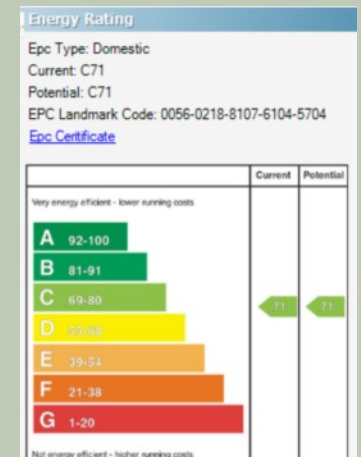 Energy Rating
Epc Type: Domestic
Current: C71
Potential: C71
EPC Landmark Code: 0056-0218-8107-6104-5704
Epc Certificate
Current Potential
Very energy efficient - lower running costs
A 92-100
B 81-91
C 69-80 71 71
D
E 39-54
F 21-38
G 1-20
Not energy efficient - higher running costs